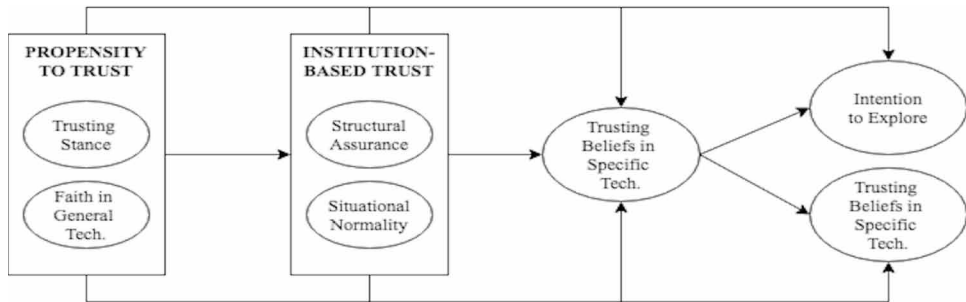 PROPENSITY
TO TRUST
Trusting
Stance
Faith in
General
Tech.
INSTITUTION-
BASED TRUST
Structural
Assurance
Situational
Normality
Trusting
Beliefs in
Specific
Tech.
Intention
to Explore
Trusting
Beliefs in
Specific
Tech.